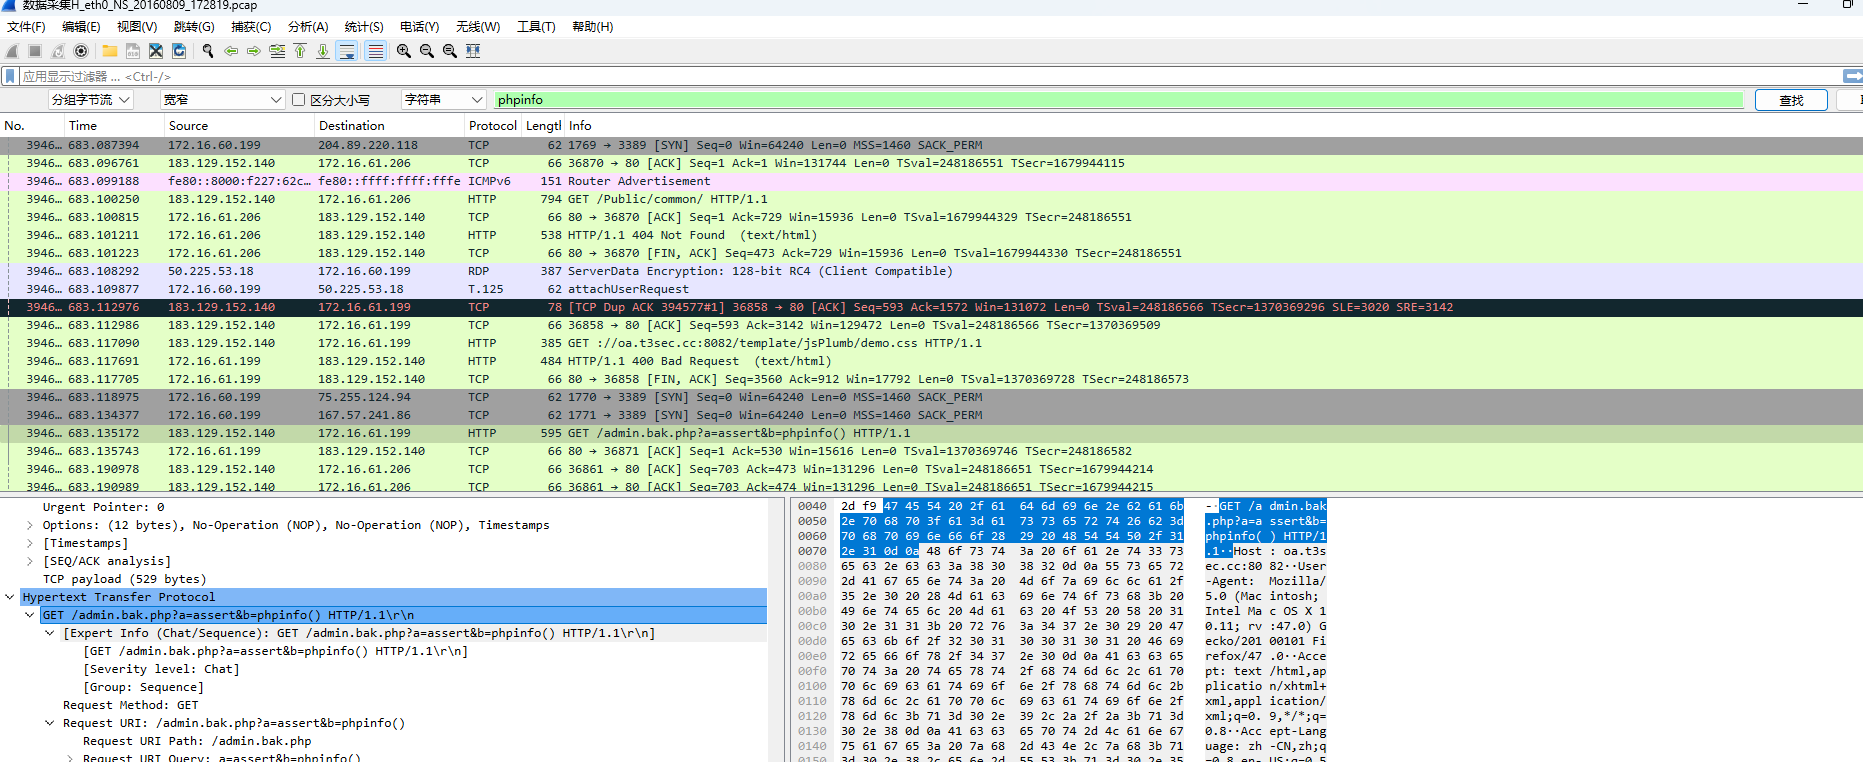 数据采集H_eth0_NS_20160809_172819.pcap
文件(F) 编辑(E) 视图(V) 跳转(G) 捕获(C) 分析(A) 统计(S) 电话(Y) 无线(W) 工具(T) 帮助(H)
应用显示过滤器 … <Ctrl-/>
分组字节流 宽窄 区分大小写 字符串 phpinfo 查找
No. Time Source Destination Protocol Lengtl Info
3946… 683.087394 172.16.60.199 204.89.220.118 TCP 62 1769 → 3389 [SYN] Seq=0 Win=64240 Len=0 MSS=1460 SACK_PERM
3946… 683.096761 183.129.152.140 172.16.61.206 TCP 66 36870 → 80 [ACK] Seq=1 Ack=1 Win=131744 Len=0 TSval=248186551 TSecr=1679944115
3946… 683.099188 fe80::8000:f227:62c… fe80::ffff:ffff:fffe ICMPv6 151 Router Advertisement
3946… 683.100250 183.129.152.140 172.16.61.206 HTTP 794 GET /Public/common/ HTTP/1.1
3946… 683.100815 172.16.61.206 183.129.152.140 TCP 66 80 → 36870 [ACK] Seq=1 Ack=729 Win=15936 Len=0 TSval=1679944329 TSecr=248186551
3946… 683.101211 172.16.61.206 183.129.152.140 HTTP 538 HTTP/1.1 404 Not Found (text/html)
3946… 683.101223 172.16.61.206 183.129.152.140 TCP 66 80 → 36870 [FIN, ACK] Seq=473 Ack=729 Win=15936 Len=0 TSval=1679944330 TSecr=248186551
3946… 683.108292 50.225.53.18 172.16.60.199 RDP 387 ServerData Encryption: 128-bit RC4 (Client Compatible)
3946… 683.109877 172.16.60.199 50.225.53.18 T.125 62 attachUserRequest
3946… 683.112976 183.129.152.140 172.16.61.199 TCP 78 [TCP Dup ACK 394577#1] 36858 → 80 [ACK] Seq=593 Ack=1572 Win=131072 Len=0 TSval=248186566 TSecr=1370369296 SLE=3020 SRE=3142
3946… 683.112986 183.129.152.140 172.16.61.199 TCP 66 36858 → 80 [ACK] Seq=593 Ack=3142 Win=129472 Len=0 TSval=248186566 TSecr=1370369509
3946… 683.117090 183.129.152.140 172.16.61.199 HTTP 385 GET ://oa.t3sec.cc:8082/template/jsPlumb/demo.css HTTP/1.1
3946… 683.117691 172.16.61.199 183.129.152.140 HTTP 484 HTTP/1.1 400 Bad Request (text/html)
3946… 683.117705 172.16.61.199 183.129.152.140 TCP 66 80 → 36858 [FIN, ACK] Seq=3560 Ack=912 Win=17792 Len=0 TSval=1370369728 TSecr=248186573
3946… 683.118975 172.16.60.199 75.255.124.94 TCP 62 1770 → 3389 [SYN] Seq=0 Win=64240 Len=0 MSS=1460 SACK_PERM
3946… 683.134377 172.16.60.199 167.57.241.86 TCP 62 1771 → 3389 [SYN] Seq=0 Win=64240 Len=0 MSS=1460 SACK_PERM
3946… 683.135172 183.129.152.140 172.16.61.199 HTTP 595 GET /admin.bak.php?a=assert&b=phpinfo() HTTP/1.1
3946… 683.135743 172.16.61.199 183.129.152.140 TCP 66 80 → 36871 [ACK] Seq=1 Ack=530 Win=15616 Len=0 TSval=1370369746 TSecr=248186582
3946… 683.190978 183.129.152.140 172.16.61.206 TCP 66 36861 → 80 [ACK] Seq=703 Ack=473 Win=131296 Len=0 TSval=248186651 TSecr=1679944214
3946… 683.190989 183.129.152.140 172.16.61.206 TCP 66 36861 → 80 [ACK] Seq=703 Ack=474 Win=131296 Len=0 TSval=248186651 TSecr=1679944215
Urgent Pointer: 0
Options: (12 bytes), No-Operation (NOP), No-Operation (NOP), Timestamps
[Timestamps]
[SEQ/ACK analysis]
TCP payload (529 bytes)
Hypertext Transfer Protocol
GET /admin.bak.php?a=assert&b=phpinfo() HTTP/1.1\r\n
[Expert Info (Chat/Sequence): GET /admin.bak.php?a=assert&b=phpinfo() HTTP/1.1\r\n]
[GET /admin.bak.php?a=assert&b=phpinfo() HTTP/1.1\r\n]
[Severity level: Chat]
[Group: Sequence]
Request Method: GET
Request URI: /admin.bak.php?a=assert&b=phpinfo()
Request URI Path: /admin.bak.php
Request URI Query: a=assert&b=phpinfo()
0040 2d f9 47 45 54 20 2f 61 64 6d 69 6e 2e 62 61 6b -·GET /a dmin.bak
0050 2e 70 68 70 3f 61 3d 61 73 73 65 72 74 26 62 3d .php?a=a ssert&b=
0060 70 68 70 69 6e 66 6f 28 29 20 48 54 54 50 2f 31 phpinfo( ) HTTP/1
0070 2e 31 0d 0a 48 6f 73 74 3a 20 6f 61 2e 74 33 73 .1··Host : oa.t3s
0080 65 63 2e 63 63 3a 38 30 38 32 0d 0a 55 73 65 72 ec.cc:80 82··User
0090 2d 41 67 65 6e 74 3a 20 4d 6f 7a 69 6c 6c 61 2f -Agent: Mozilla/
00a0 35 2e 30 20 28 4d 61 63 69 6e 74 6f 73 68 3b 20 5.0 (Mac intosh;
00b0 49 6e 74 65 6c 20 4d 61 63 20 4f 53 20 58 20 31 Intel Ma c OS X 1
00c0 30 2e 31 31 3b 20 72 76 3a 34 37 2e 30 29 20 47 0.11; rv :47.0) G
00d0 65 63 6b 6f 2f 32 30 31 30 30 31 30 31 20 46 69 ecko/201 00101 Fi
00e0 72 65 66 6f 78 2f 34 37 2e 30 0d 0a 41 63 63 65 refox/47 .0··Acce
00f0 70 74 3a 20 74 65 78 74 2f 68 74 6d 6c 2c 61 70 pt: text /html,ap
0100 70 6c 69 63 61 74 69 6f 6e 2f 78 68 74 6d 6c 2b plicatio n/xhtml+
0110 78 6d 6c 2c 61 70 70 6c 69 63 61 74 69 6f 6e 2f xml,appl ication/
0120 78 6d 6c 3b 71 3d 30 2e 39 2c 2a 2f 2a 3b 71 3d xml;q=0. 9,*/*;q=
0130 30 2e 38 0d 0a 41 63 63 65 70 74 2d 4c 61 6e 67 0.8··Acc ept-Lang
0140 75 61 67 65 3a 20 7a 68 2d 43 4e 2c 7a 68 3b 71 uage: zh -CN,zh;q
0150 3d 30 2e 38 2c 65 6e 2d 55 53 3b 71 3d 30 2e 35 =0.8,en- US;q=0.5